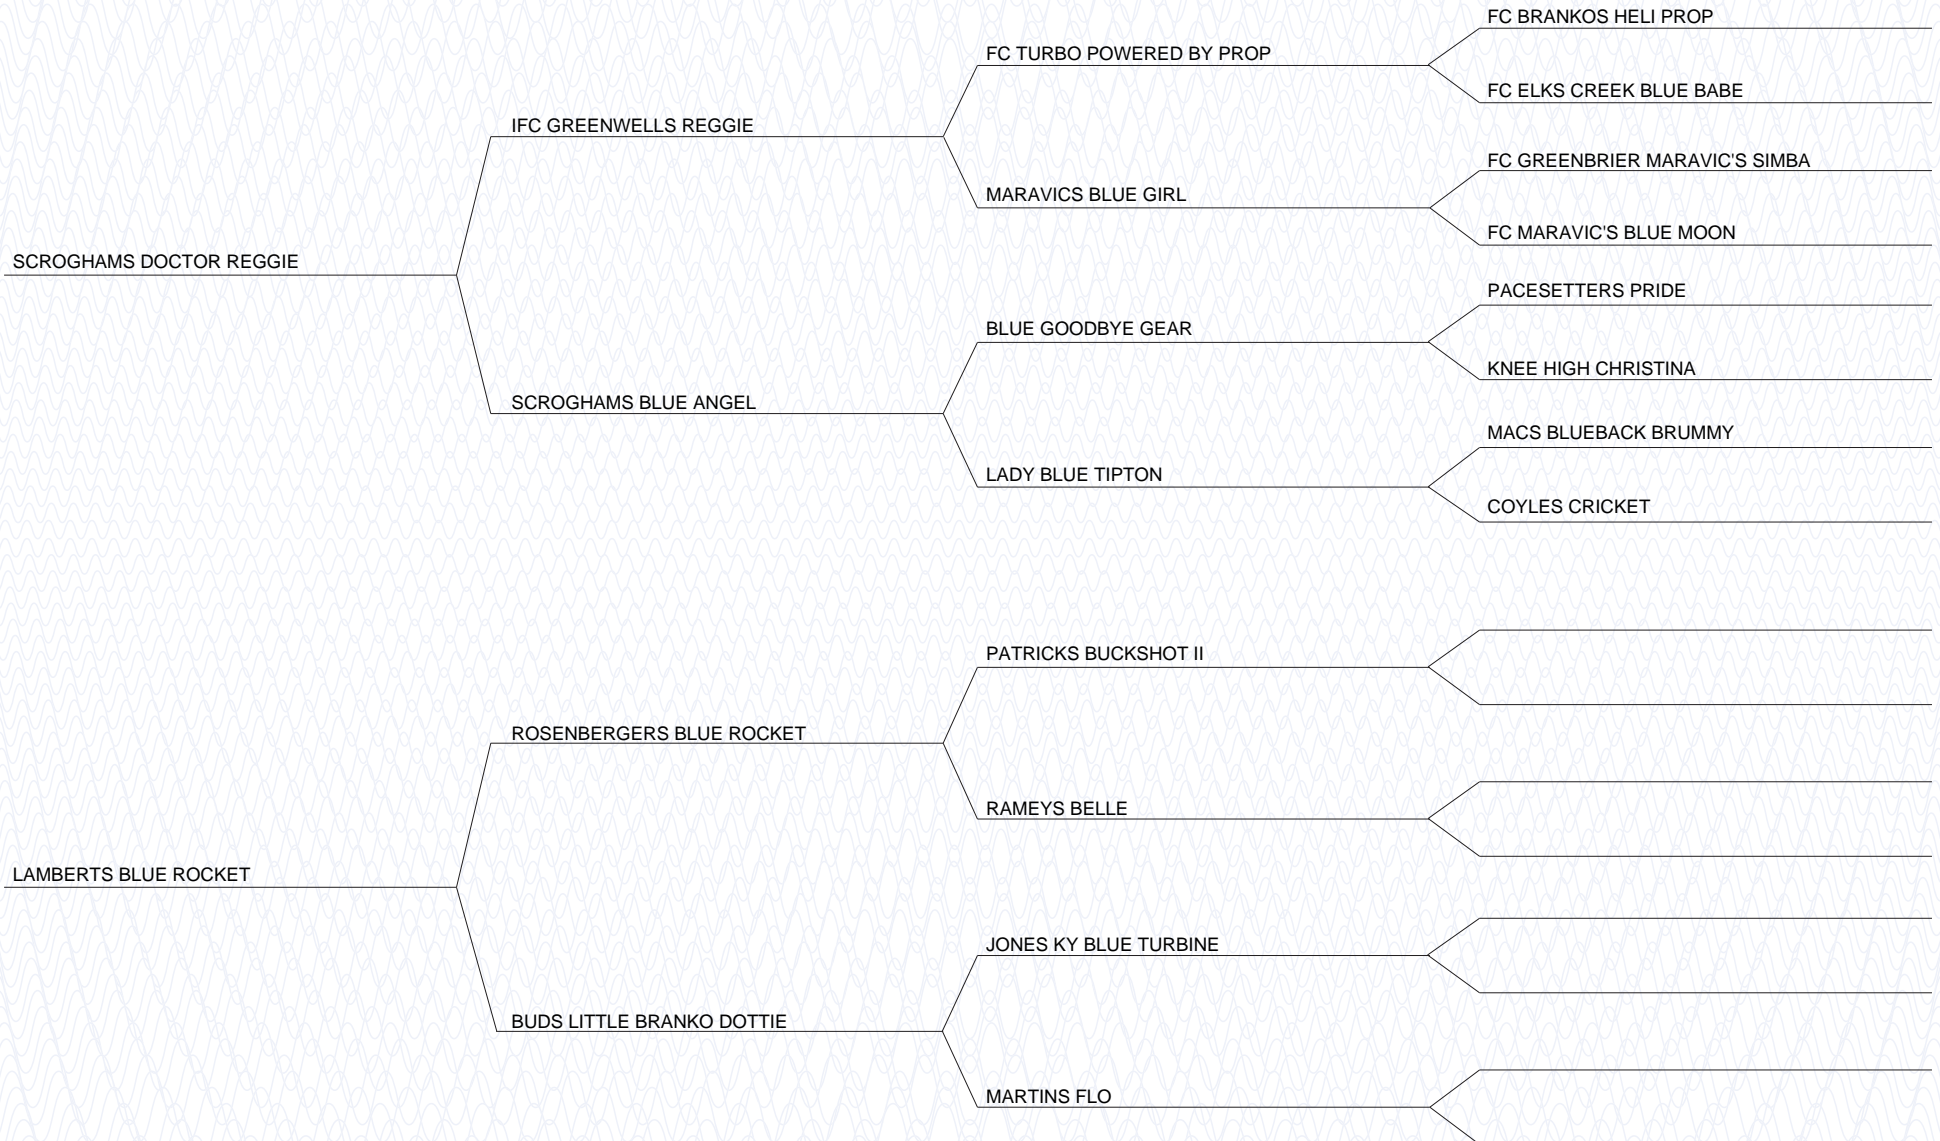 FC BRANKOS HELI PROP
FC TURBO POWERED BY PROP
FC ELKS CREEK BLUE BABE
IFC GREENWELLS REGGIE
FC GREENBRIER MARAVIC'S SIMBA
MARAVICS BLUE GIRL
FC MARAVIC'S BLUE MOON
SCROGHAMS DOCTOR REGGIE
PACESETTERS PRIDE
BLUE GOODBYE GEAR
KNEE HIGH CHRISTINA
SCROGHAMS BLUE ANGEL
MACS BLUEBACK BRUMMY
LADY BLUE TIPTON
COYLES CRICKET
PATRICKS BUCKSHOT II
ROSENBERGERS BLUE ROCKET
RAMEYS BELLE
LAMBERTS BLUE ROCKET
JONES KY BLUE TURBINE
BUDS LITTLE BRANKO DOTTIE
MARTINS FLO